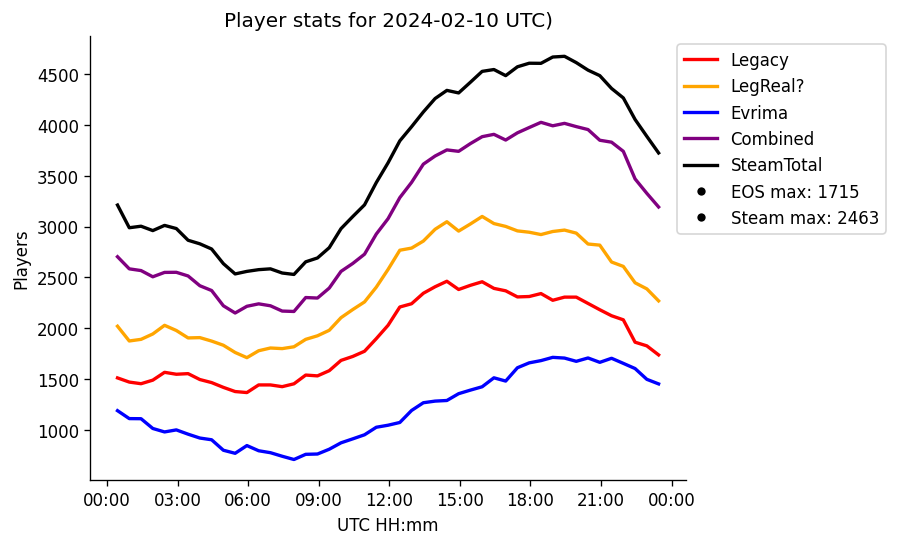 Player stats for 2024-02-10 UTC)
Players
4500
4000
3500
3000
2500
2000
1500
1000
00:00 03:00 06:00 09:00 12:00 15:00 18:00 21:00 00:00
UTC HH:mm
Legacy
LegReal?
Evrima
Combined
SteamTotal
EOS max: 1715
Steam max: 2463